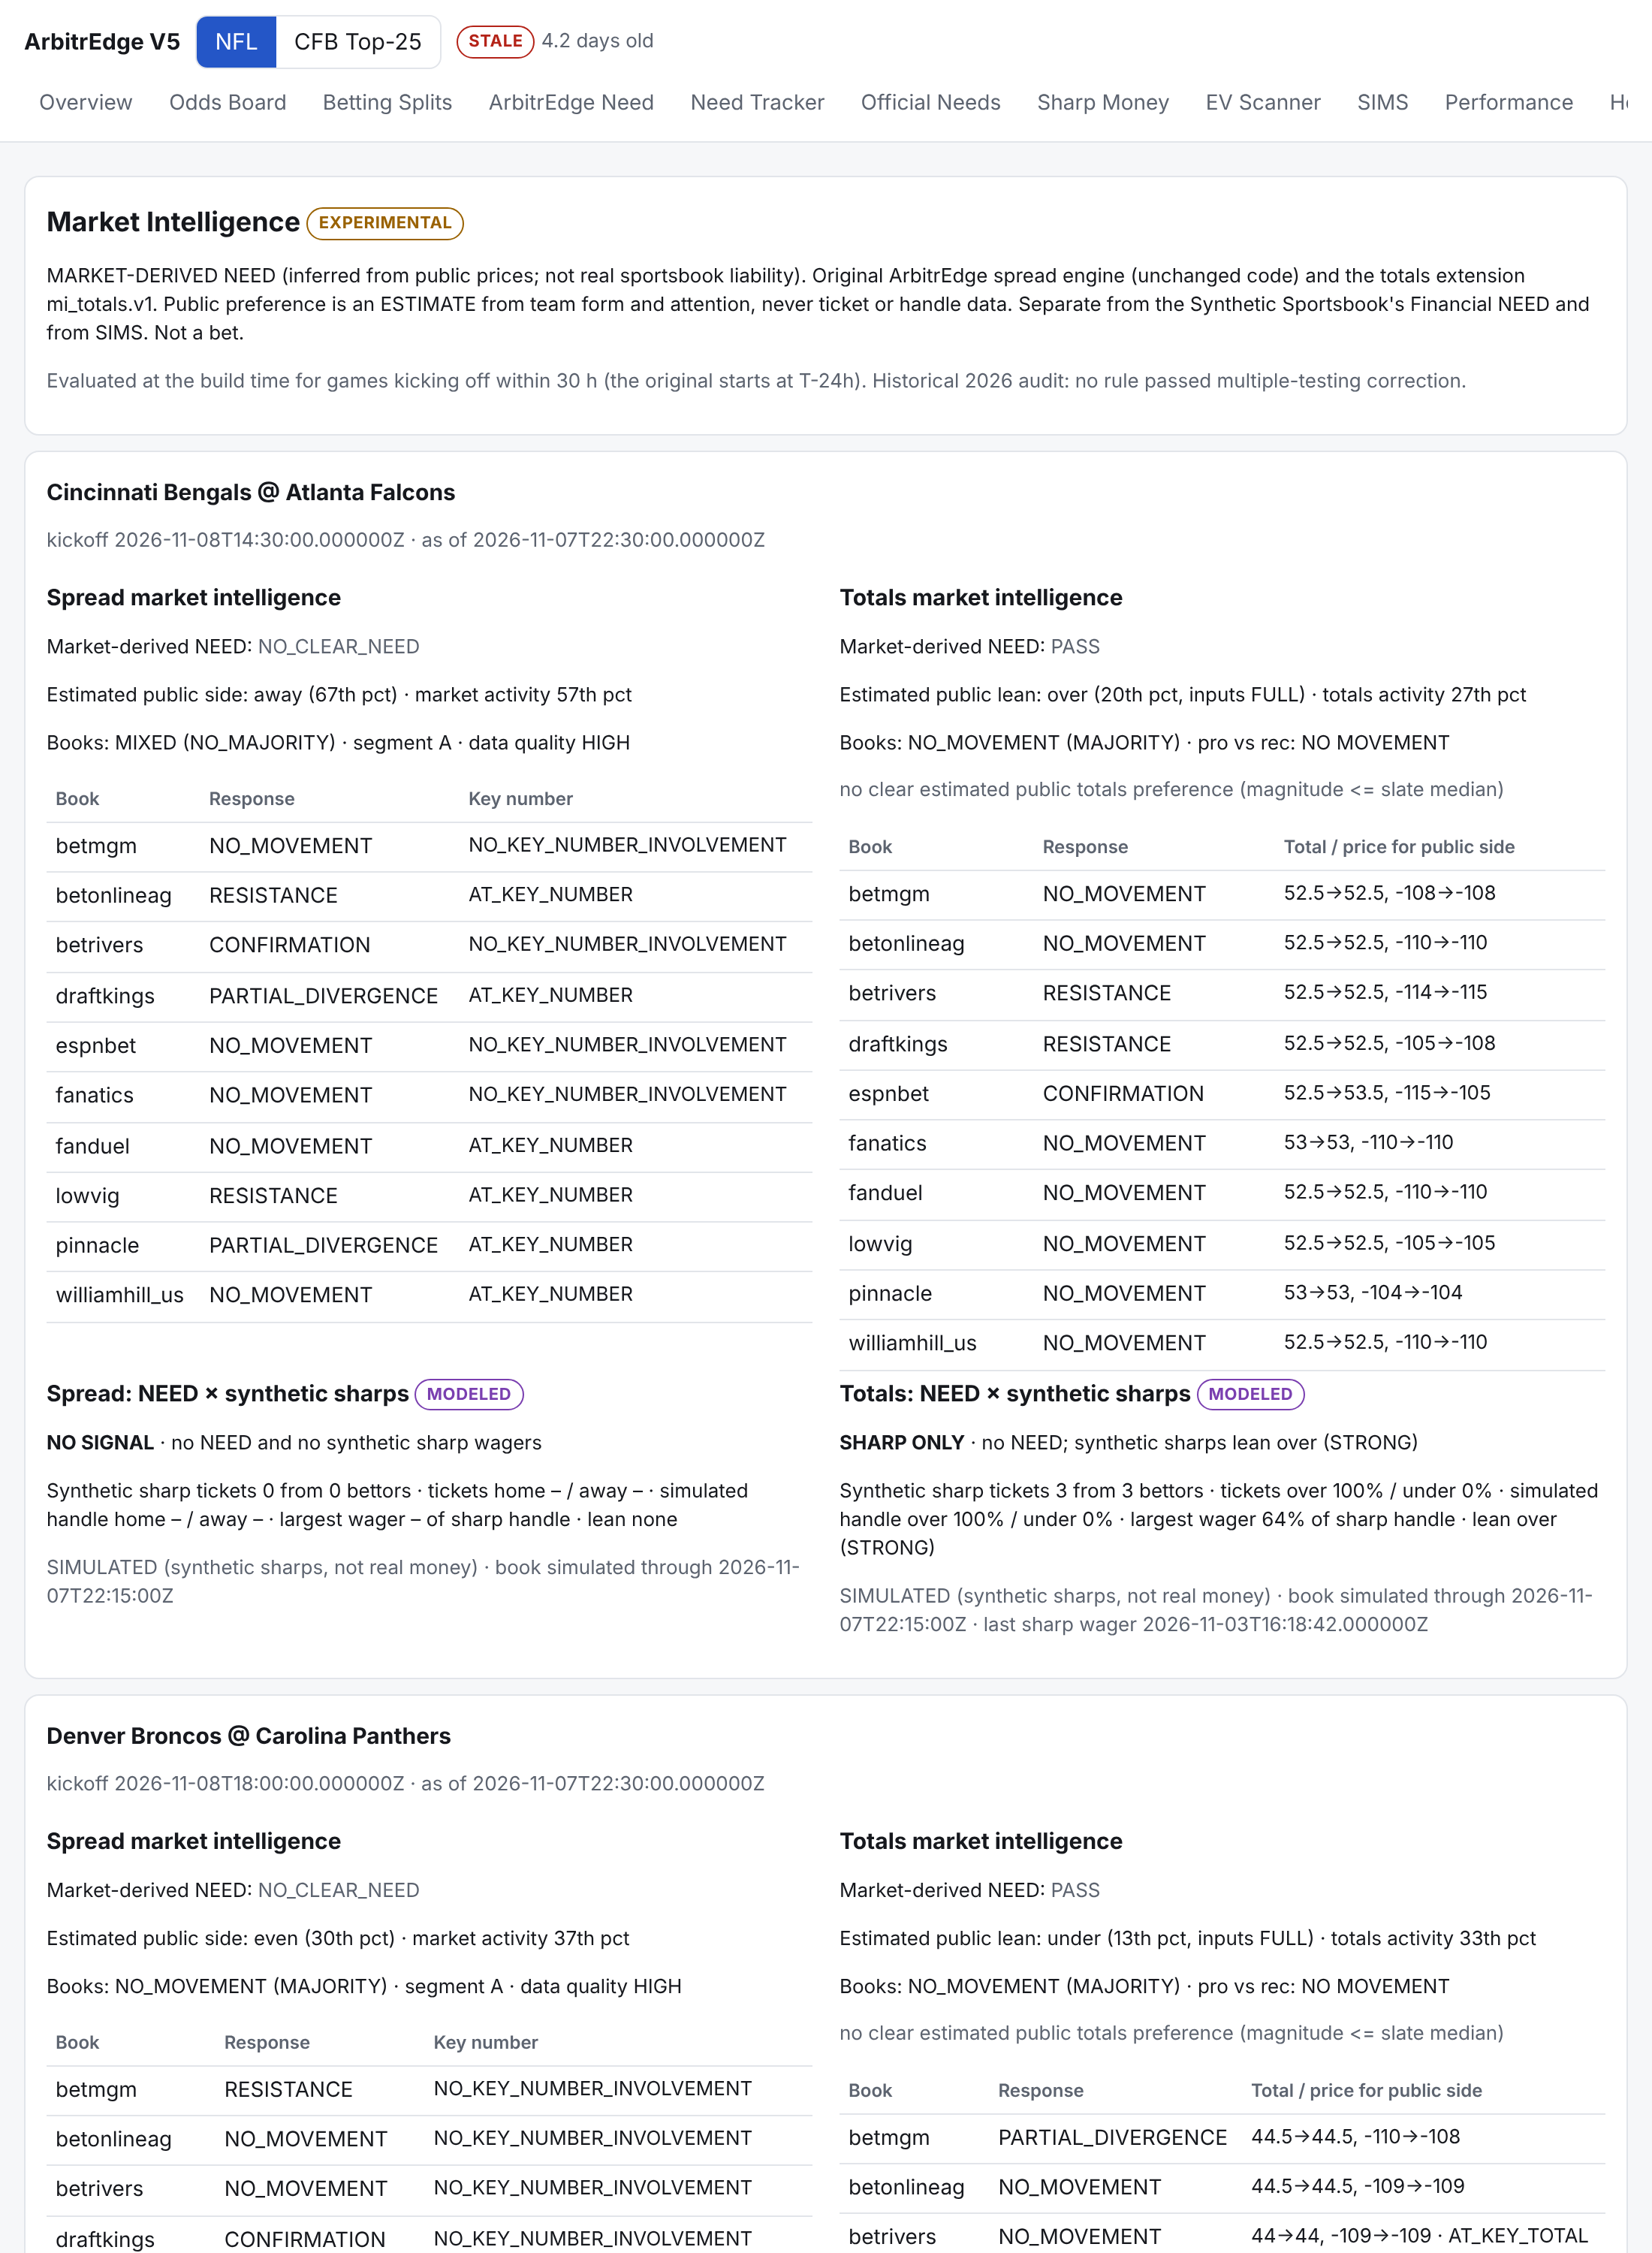 ArbitrEdge V5 NFL CFB Top-25 STALE 4.2 days old
Overview Odds Board Betting Splits ArbitrEdge Need Need Tracker Official Needs Sharp Money EV Scanner SIMS Performance
Market Intelligence EXPERIMENTAL
MARKET-DERIVED NEED (inferred from public prices; not real sportsbook liability). Original ArbitrEdge spread engine (unchanged code) and the totals extension
mi_totals.v1. Public preference is an ESTIMATE from team form and attention, never ticket or handle data. Separate from the Synthetic Sportsbook's Financial NEED and
from SIMS. Not a bet.
Evaluated at the build time for games kicking off within 30 h (the original starts at T-24h). Historical 2026 audit: no rule passed multiple-testing correction.
Cincinnati Bengals @ Atlanta Falcons
kickoff 2026-11-08T14:30:00.000000Z · as of 2026-11-07T22:30:00.000000Z
Spread market intelligence
Market-derived NEED: NO_CLEAR_NEED
Estimated public side: away (67th pct) · market activity 57th pct
Books: MIXED (NO_MAJORITY) · segment A · data quality HIGH
Book Response Key number
betmgm NO_MOVEMENT NO_KEY_NUMBER_INVOLVEMENT
betonlineag RESISTANCE AT_KEY_NUMBER
betrivers CONFIRMATION NO_KEY_NUMBER_INVOLVEMENT
draftkings PARTIAL_DIVERGENCE AT_KEY_NUMBER
espnbet NO_MOVEMENT NO_KEY_NUMBER_INVOLVEMENT
fanatics NO_MOVEMENT NO_KEY_NUMBER_INVOLVEMENT
fanduel NO_MOVEMENT AT_KEY_NUMBER
lowvig RESISTANCE AT_KEY_NUMBER
pinnacle PARTIAL_DIVERGENCE AT_KEY_NUMBER
williamhill_us NO_MOVEMENT AT_KEY_NUMBER
Totals market intelligence
Market-derived NEED: PASS
Estimated public lean: over (20th pct, inputs FULL) · totals activity 27th pct
Books: NO_MOVEMENT (MAJORITY) · pro vs rec: NO MOVEMENT
no clear estimated public totals preference (magnitude <= slate median)
Book Response Total / price for public side
betmgm NO_MOVEMENT 52.5→52.5, -108→-108
betonlineag NO_MOVEMENT 52.5→52.5, -110→-110
betrivers RESISTANCE 52.5→52.5, -114→-115
draftkings RESISTANCE 52.5→52.5, -105→-108
espnbet CONFIRMATION 52.5→53.5, -115→-105
fanatics NO_MOVEMENT 53→53, -110→-110
fanduel NO_MOVEMENT 52.5→52.5, -110→-110
lowvig NO_MOVEMENT 52.5→52.5, -105→-105
pinnacle NO_MOVEMENT 53→53, -104→-104
williamhill_us NO_MOVEMENT 52.5→52.5, -110→-110
Spread: NEED × synthetic sharps MODELED
NO SIGNAL · no NEED and no synthetic sharp wagers
Synthetic sharp tickets 0 from 0 bettors · tickets home – / away – · simulated
handle home – / away – · largest wager – of sharp handle · lean none
SIMULATED (synthetic sharps, not real money) · book simulated through 2026-11-
07T22:15:00Z
Totals: NEED × synthetic sharps MODELED
SHARP ONLY · no NEED; synthetic sharps lean over (STRONG)
Synthetic sharp tickets 3 from 3 bettors · tickets over 100% / under 0% · simulated
handle over 100% / under 0% · largest wager 64% of sharp handle · lean over
(STRONG)
SIMULATED (synthetic sharps, not real money) · book simulated through 2026-11-
07T22:15:00Z · last sharp wager 2026-11-03T16:18:42.000000Z
Denver Broncos @ Carolina Panthers
kickoff 2026-11-08T18:00:00.000000Z · as of 2026-11-07T22:30:00.000000Z
Spread market intelligence
Market-derived NEED: NO_CLEAR_NEED
Estimated public side: even (30th pct) · market activity 37th pct
Books: NO_MOVEMENT (MAJORITY) · segment A · data quality HIGH
Book Response Key number
betmgm RESISTANCE NO_KEY_NUMBER_INVOLVEMENT
betonlineag NO_MOVEMENT NO_KEY_NUMBER_INVOLVEMENT
betrivers NO_MOVEMENT NO_KEY_NUMBER_INVOLVEMENT
draftkings CONFIRMATION NO_KEY_NUMBER_INVOLVEMENT
Totals market intelligence
Market-derived NEED: PASS
Estimated public lean: under (13th pct, inputs FULL) · totals activity 33th pct
Books: NO_MOVEMENT (MAJORITY) · pro vs rec: NO MOVEMENT
no clear estimated public totals preference (magnitude <= slate median)
Book Response Total / price for public side
betmgm PARTIAL_DIVERGENCE 44.5→44.5, -110→-108
betonlineag NO_MOVEMENT 44.5→44.5, -109→-109
betrivers NO_MOVEMENT 44→44, -109→-109 · AT_KEY_TOTAL